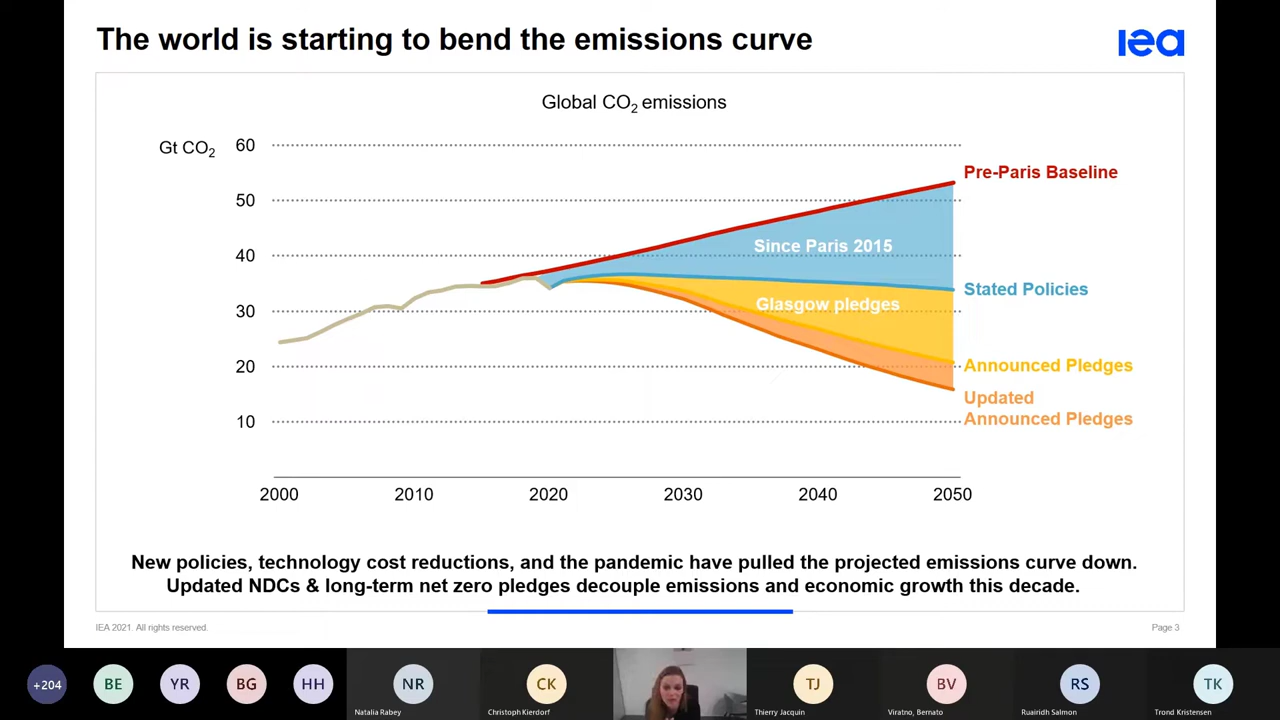 The world is starting to bend the emissions curve
iea
Global CO2 emissions
Gt CO2
60
50
40
30
20
10
Pre-Paris Baseline
Since Paris 2015
Stated Policies
Glasgow pledges
Announced Pledges
Updated
Announced Pledges
2000 2010 2020 2030 2040 2050
New policies, technology cost reductions, and the pandemic have pulled the projected emissions curve down.
Updated NDCs & long-term net zero pledges decouple emissions and economic growth this decade.
IEA 2021. All rights reserved.
Page 3
+204 BE YR BG HH NR CK TJ BV RS TK
Natalia Rabey Christoph Kierdorf Thierry Jacquin Viratno, Bernato Ruairidh Salmon Trond Kristensen